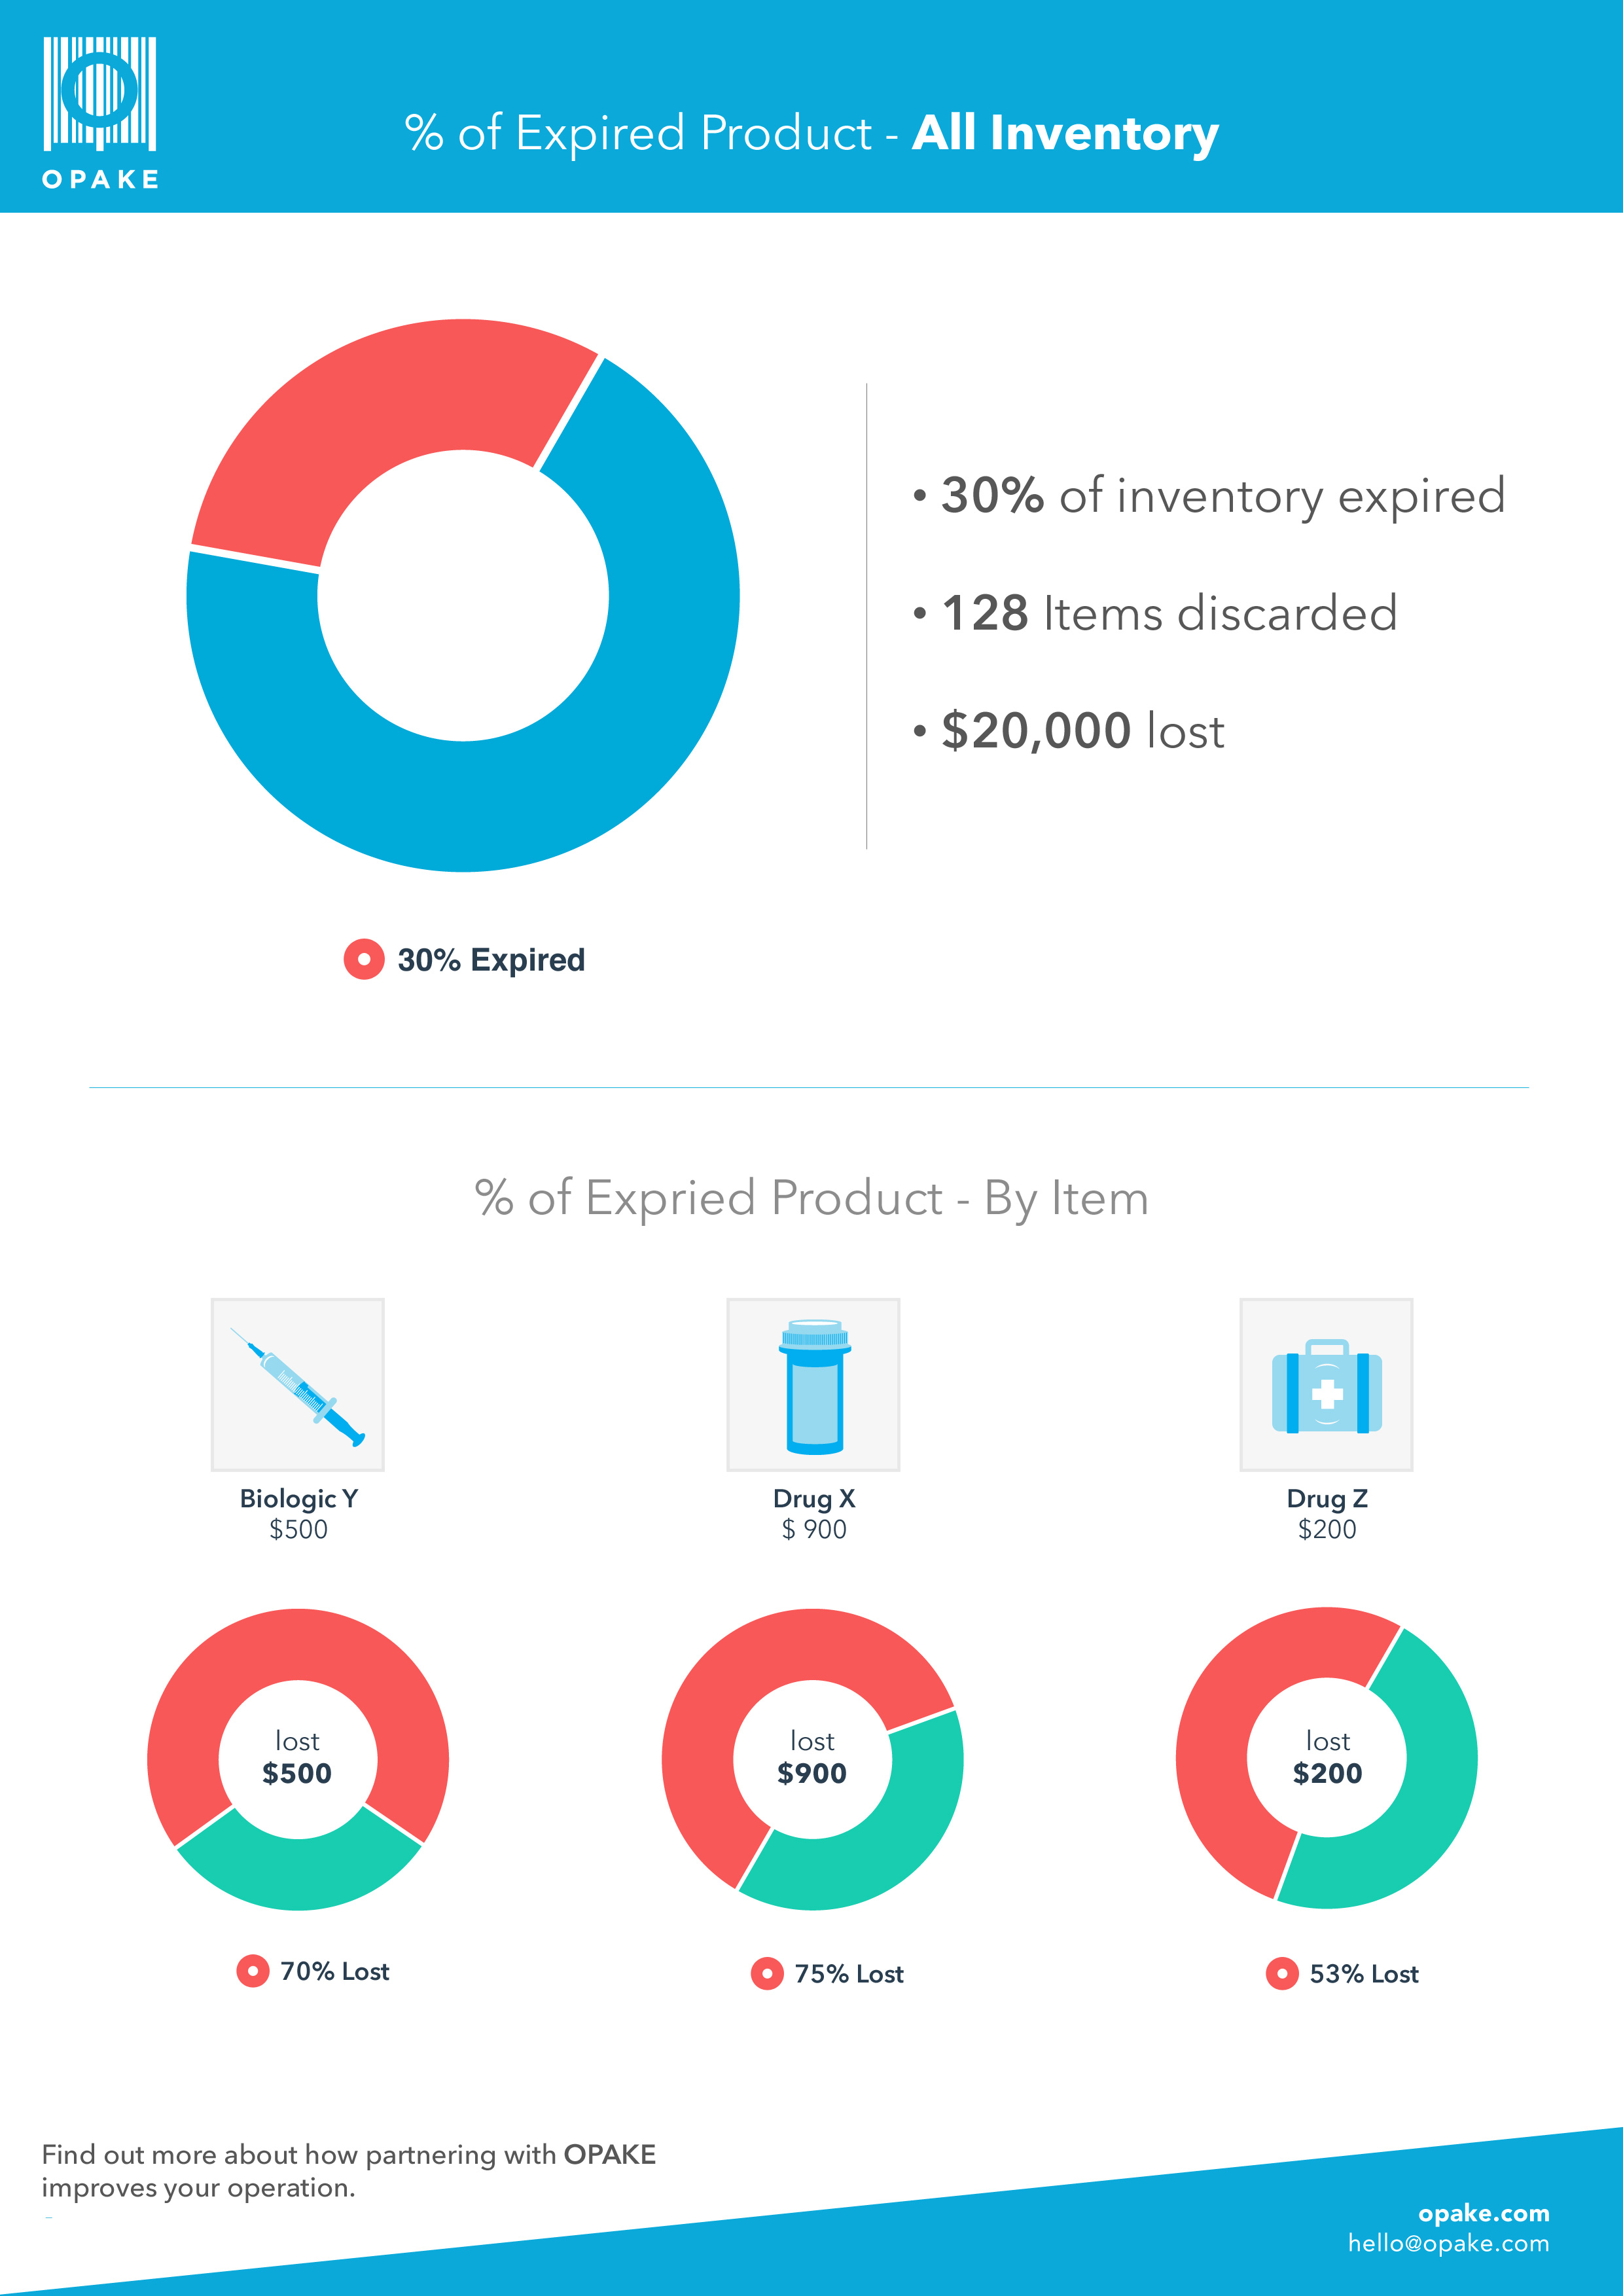 OPAKE
% of Expired Product - All Inventory
• 30% of inventory expired
• 128 Items discarded
• $20,000 lost
30% Expired
% of Expried Product - By Item
Biologic Y
$500
Drug X
$ 900
Drug Z
$200
lost
$500
lost
$900
lost
$200
70% Lost
75% Lost
53% Lost
Find out more about how partnering with OPAKE
improves your operation.
opake.com
hello@opake.com